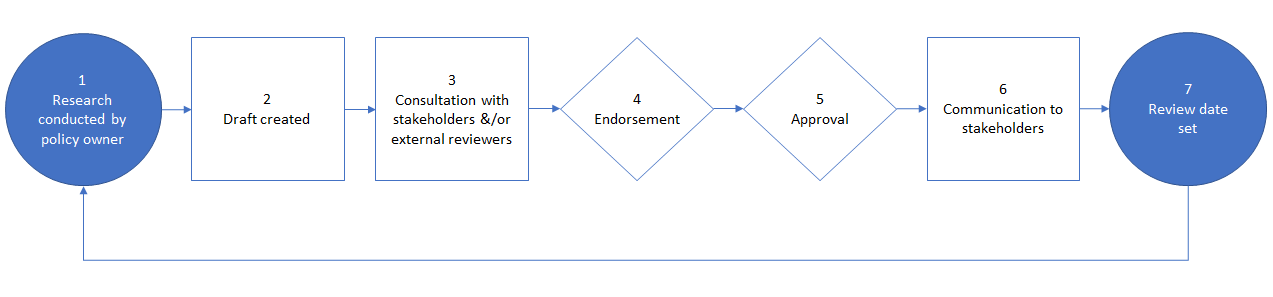 1
Research
conducted by
policy owner
2
Draft created
3
Consultation with
stakeholders &/or
external reviewers
4
Endorsement
5
Approval
6
Communication to
stakeholders
7
Review date
set